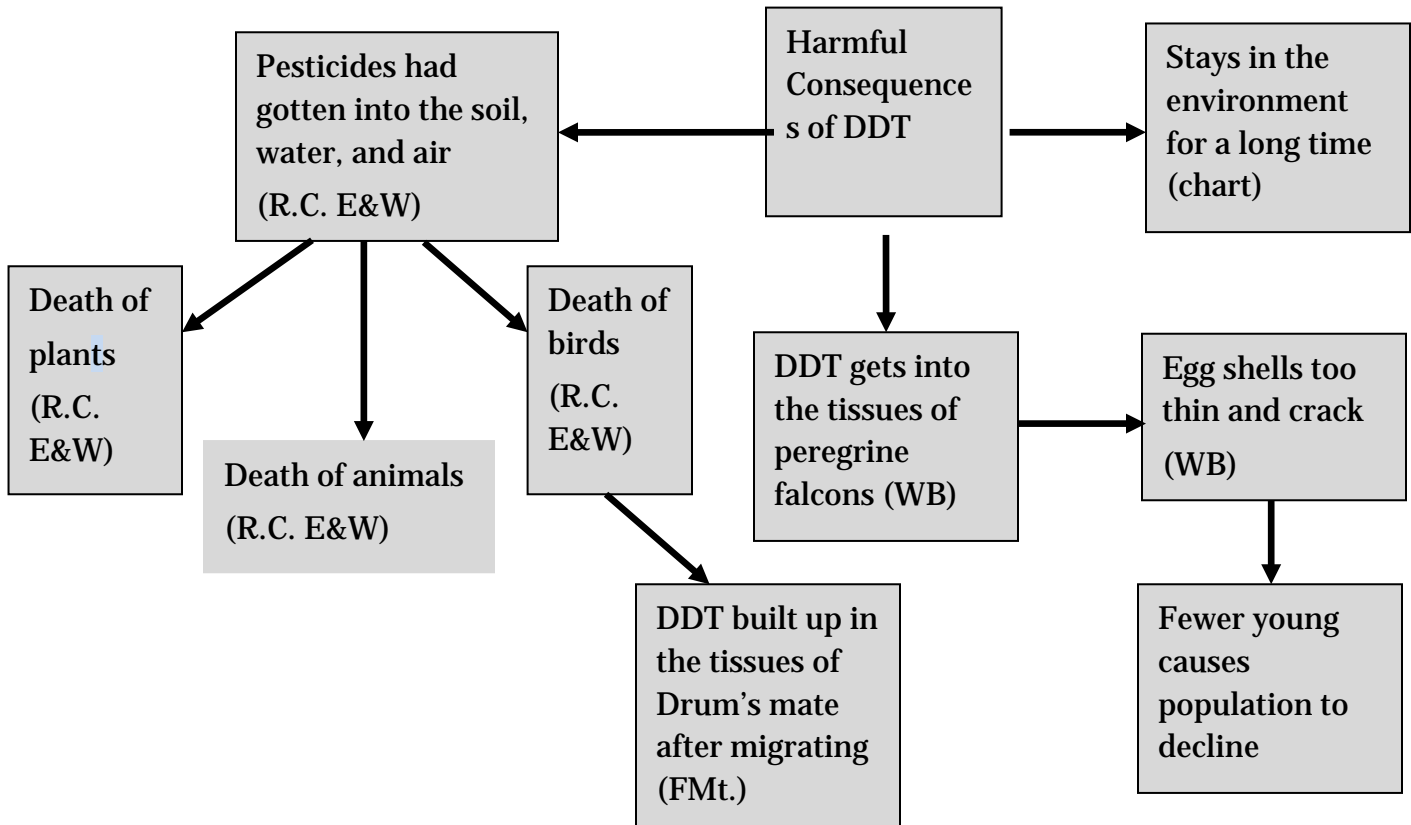 Pesticides had
gotten into the soil,
water, and air
(R.C. E&W)
Harmful
Consequence
s of DDT
Stays in the
environment
for a long time
(chart)
Death of
plants
(R.C.
E&W)
Death of animals
(R.C. E&W)
Death of
birds
(R.C.
E&W)
DDT gets into
the tissues of
peregrine
falcons (WB)
Egg shells too
thin and crack
(WB)
DDT built up in
the tissues of
Drum’s mate
after migrating
(FMt.)
Fewer young
causes
population to
decline